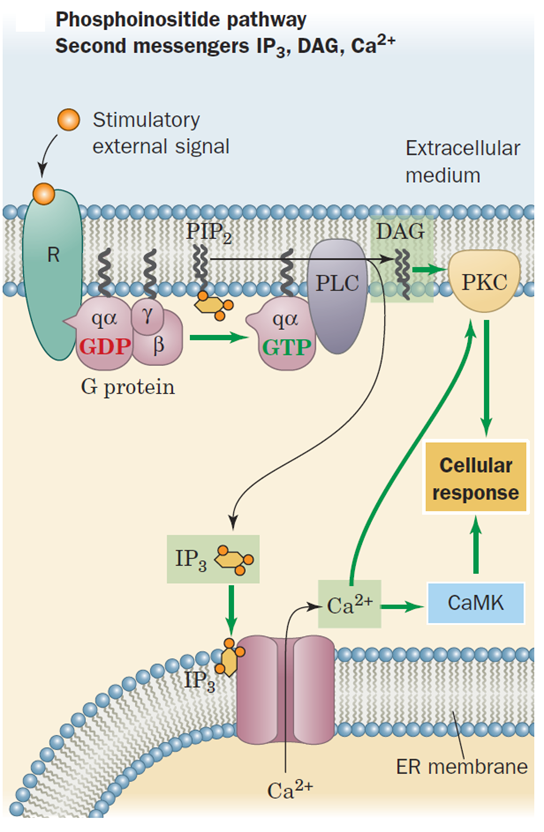 Phosphoinositide pathway
Second messengers IP₃, DAG, Ca²⁺
Stimulatory
external signal
Extracellular
medium
R
PIP₂
DAG
PLC
PKC
qα
GDP
γ
β
qα
GTP
G protein
Cellular
response
IP₃
Ca²⁺
CaMK
IP₃
ER membrane
Ca²⁺